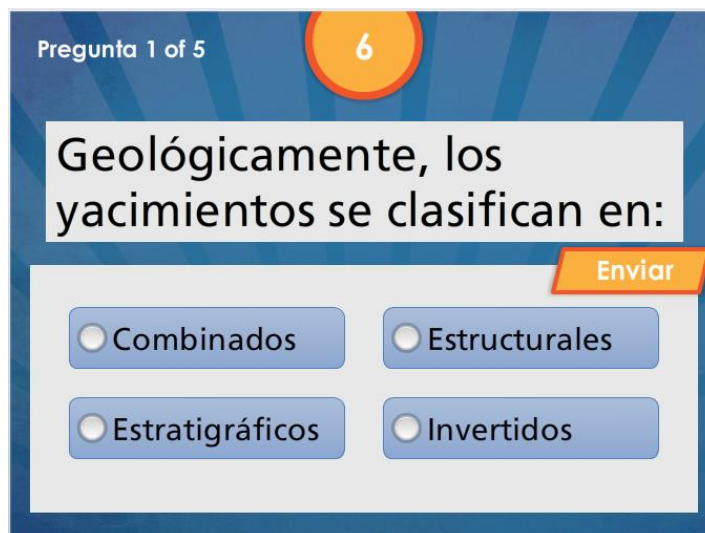 Pregunta 1 of 5
6
Geológicamente, los
yacimientos se clasifican en:
Enviar
Combinados
Estructurales
Estratigráficos
Invertidos